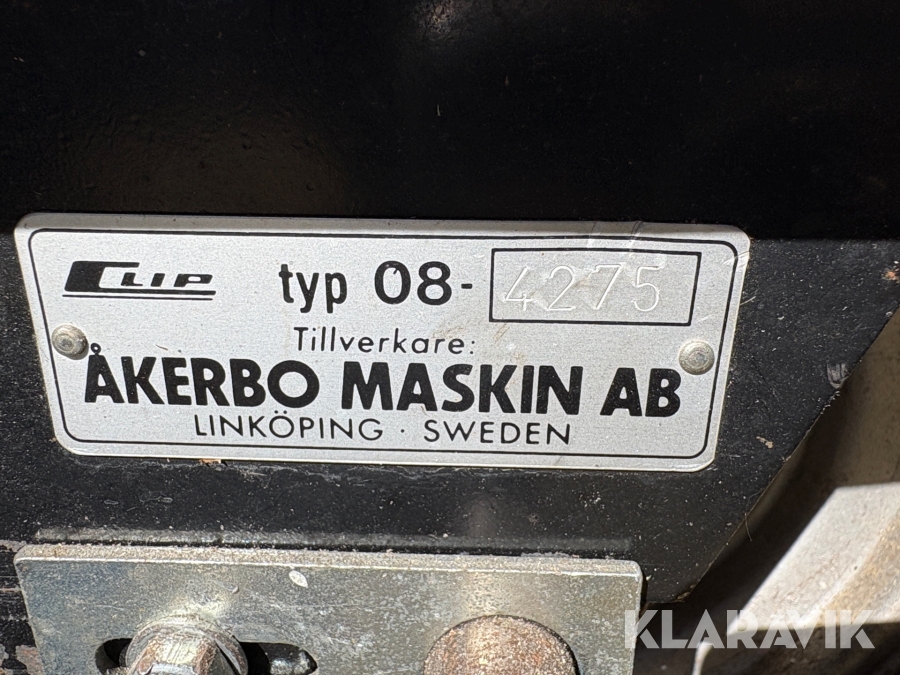 CLIP typ 08- 4275
Tillverkare:
ÅKERBO MASKIN AB
LINKÖPING · SWEDEN
KLARAVIK